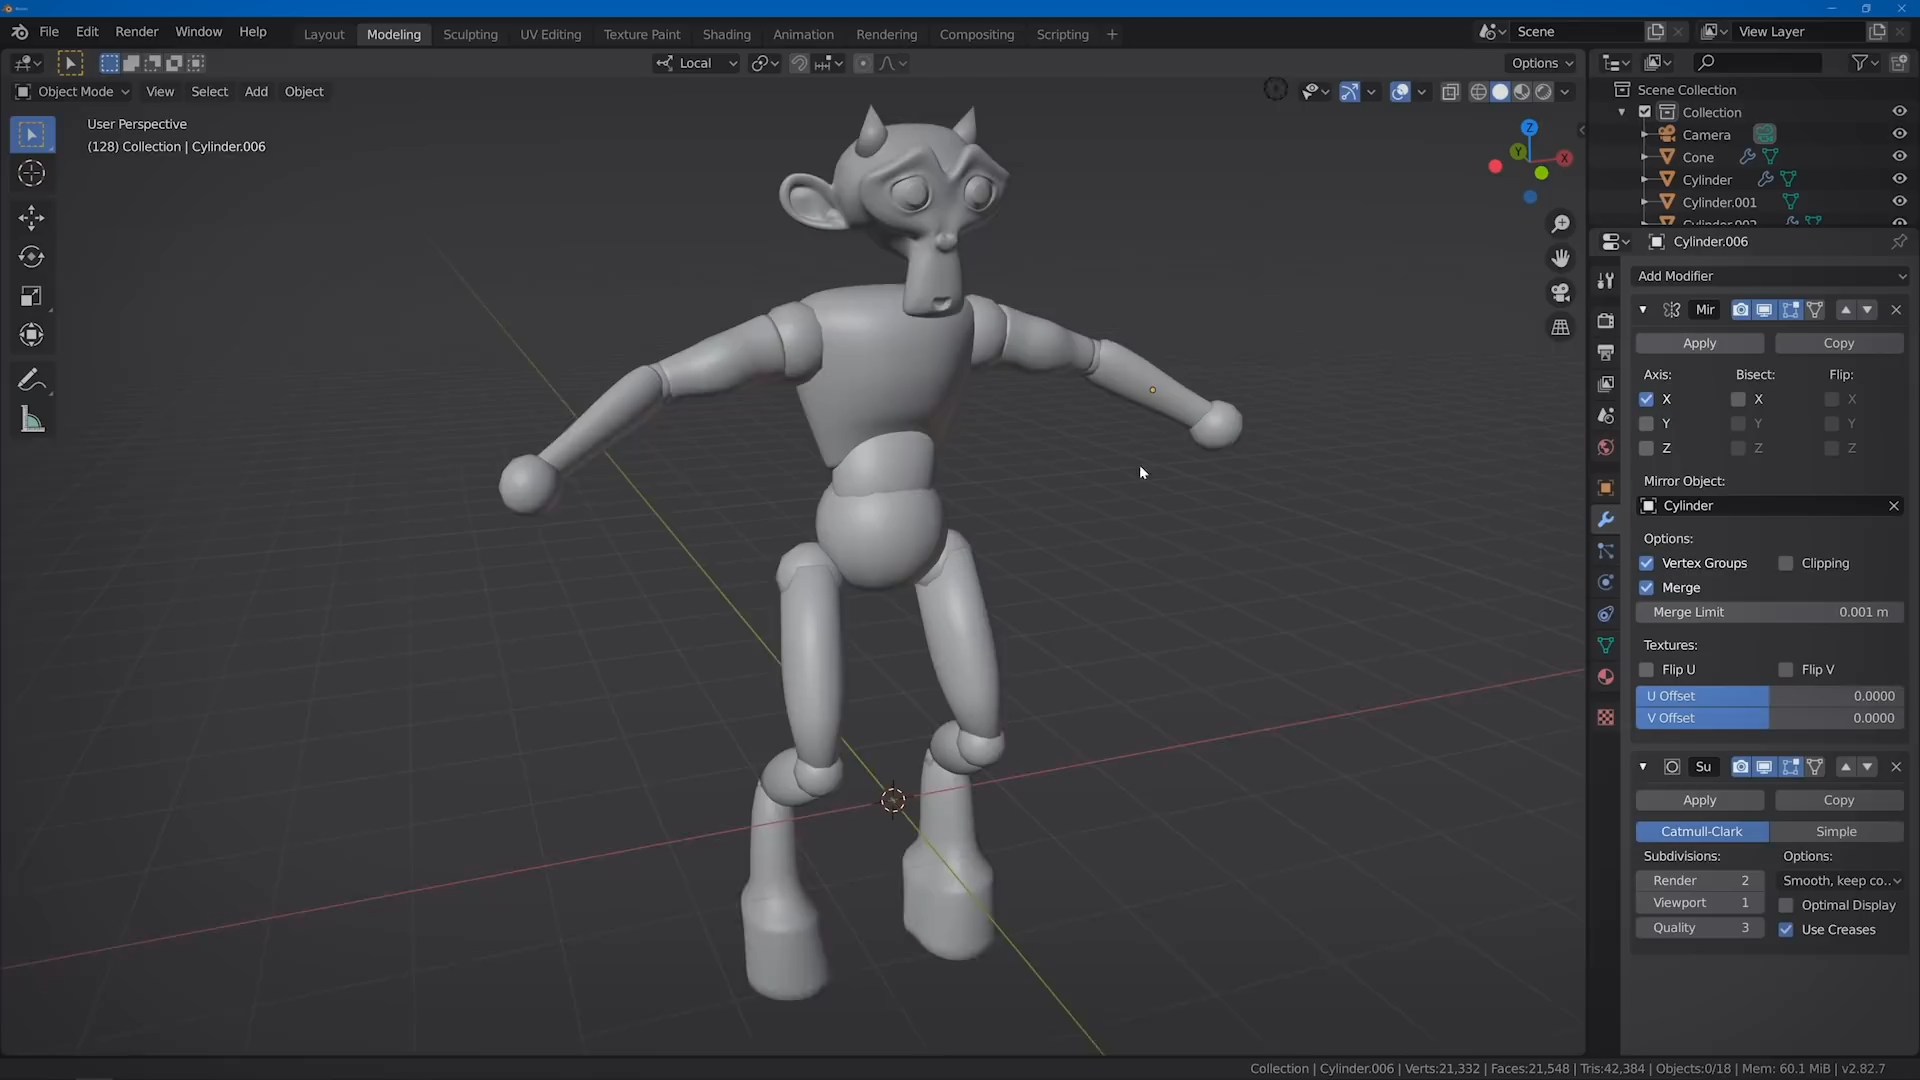 File Edit Render Window Help
Layout Modeling Sculpting UV Editing Texture Paint Shading Animation Rendering Compositing Scripting +
Scene
View Layer
Local
Options
Object Mode View Select Add Object
User Perspective
(128) Collection | Cylinder.006
Z
Y
X
Scene Collection
Collection
Camera
Cone
Cylinder
Cylinder.001
Cylinder.006
Add Modifier
Mir
Apply Copy
Axis: Bisect: Flip:
X X X
Y Y Y
Z Z Z
Mirror Object:
Cylinder
Options:
Vertex Groups Clipping
Merge
Merge Limit 0.001 m
Textures:
Flip U Flip V
U Offset 0.0000
V Offset 0.0000
Su
Apply Copy
Catmull-Clark Simple
Subdivisions: Options:
Render 2 Smooth, keep co..
Viewport 1 Optimal Display
Quality 3 Use Creases
Collection | Cylinder.006 | Verts:21,332 | Faces:21,548 | Tris:42,384 | Objects:0/18 | Mem: 60.1 MiB | v2.82.7